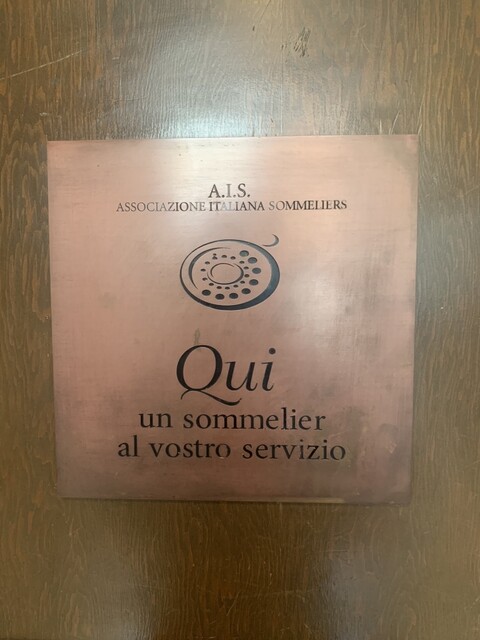 A.I.S.
ASSOCIAZIONE ITALIANA SOMMELIERS
Qui
un sommelier
al vostro servizio